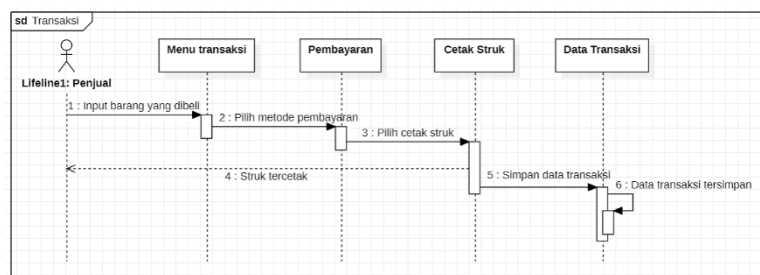 sd Transaksi
Menu transaksi
Pembayaran
Cetak Struk
Data Transaksi
Lifeline1: Penjual
1 : Input barang yang dibeli
2 : Pilih metode pembayaran
3 : Pilih cetak struk
4 : Struk tercetak
5 : Simpan data transaksi
6 : Data transaksi tersimpan